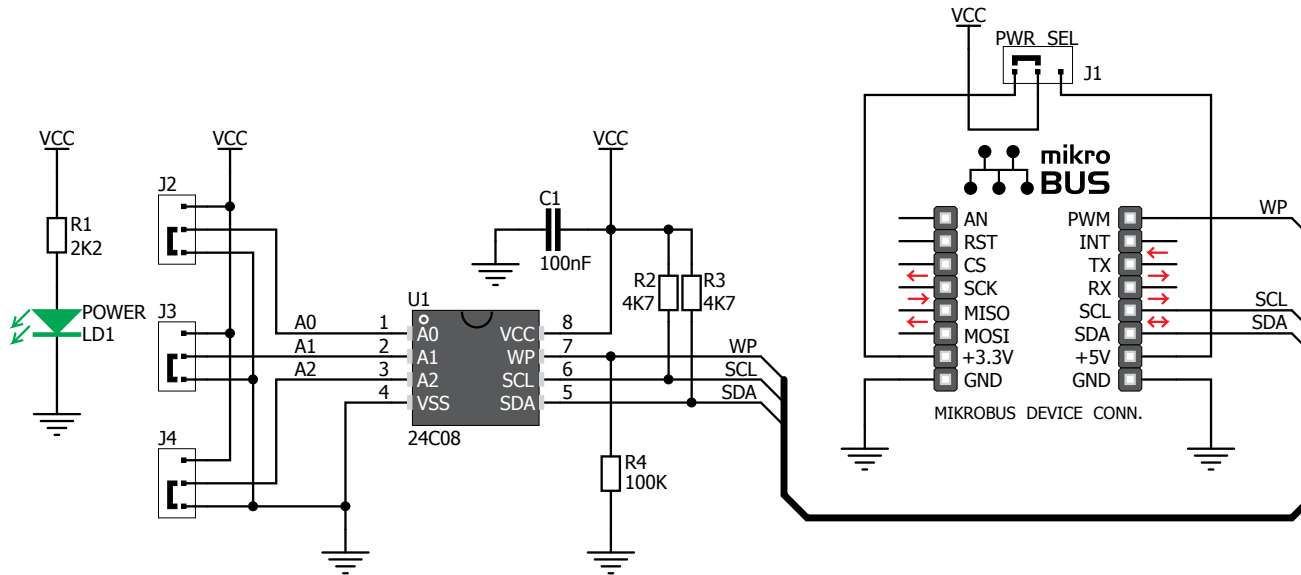 VCC
PWR SEL
J1
mikro
BUS
VCC
VCC
VCC
J2
R1
2K2
C1
100nF
R2
4K7
R3
4K7
POWER
LD1
J3
J4
A0
A1
A2
1
2
3
4
U1
A0
A1
A2
VSS
VCC
WP
SCL
SDA
24C08
8
7
6
5
WP
SCL
SDA
R4
100K
AN
RST
CS
SCK
MISO
MOSI
+3.3V
GND
PWM
INT
TX
RX
SCL
SDA
+5V
GND
WP
SCL
SDA
MIKROBUS DEVICE CONN.